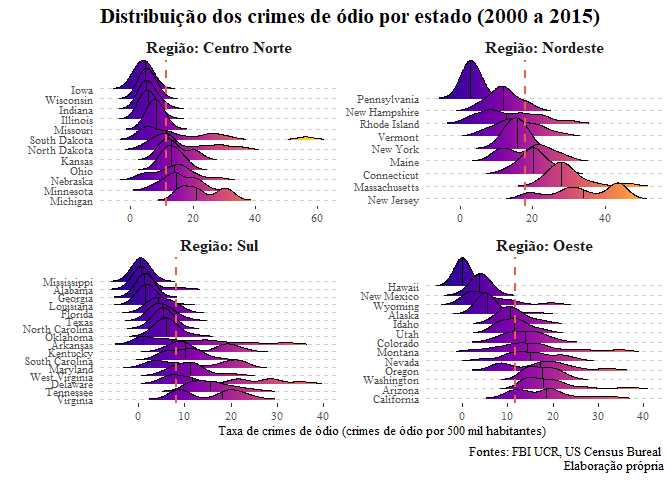 Distribuição dos crimes de ódio por estado (2000 a 2015)
Região: Centro Norte
Iowa
Wisconsin
Indiana
Illinois
Missouri
South Dakota
North Dakota
Kansas
Ohio
Nebraska
Minnesota
Michigan
0 20 40 60
Região: Nordeste
Pennsylvania
New Hampshire
Rhode Island
Vermont
New York
Maine
Connecticut
Massachusetts
New Jersey
0 20 40
Região: Sul
Mississippi
Alabama
Georgia
Louisiana
Florida
Texas
North Carolina
Oklahoma
Arkansas
Kentucky
South Carolina
Maryland
West Virginia
Delaware
Tennessee
Virginia
0 10 20 30 40
Região: Oeste
Hawaii
New Mexico
Wyoming
Alaska
Idaho
Utah
Colorado
Montana
Nevada
Oregon
Washington
Arizona
California
0 10 20 30 40
Taxa de crimes de ódio (crimes de ódio por 500 mil habitantes)
Fontes: FBI UCR, US Census Bureal
Elaboração própria